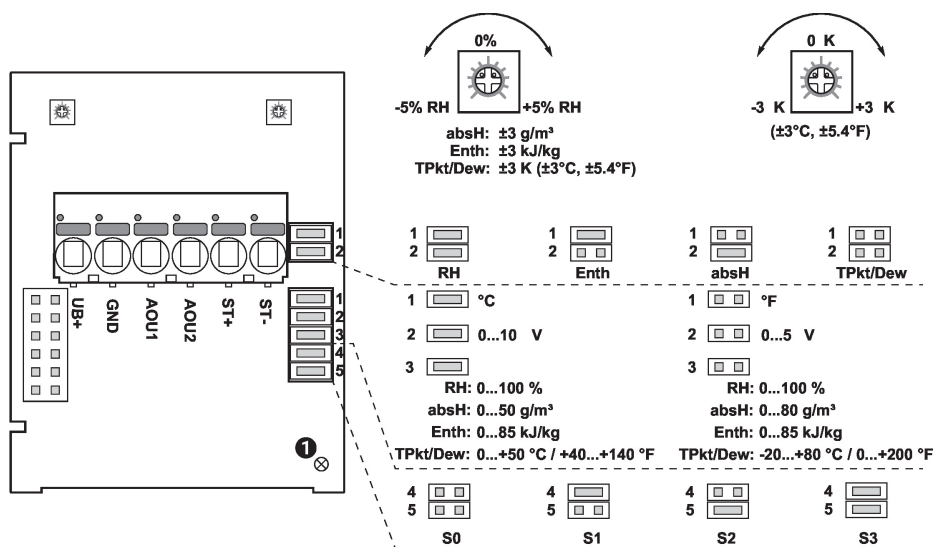 0%
-5% RH +5% RH
absH: ±3 g/m³
Enth: ±3 kJ/kg
TPkt/Dew: ±3 K (±3°C, ±5.4°F)
0 K
-3 K +3 K
(±3°C, ±5.4°F)
1
2
UB+
GND
AOU1
AOU2
ST+
ST-
1
2
3
4
5
1
1
2
RH
1
2
Enth
1
2
absH
1
2
TPkt/Dew
1 °C
2 0...10 V
3
RH: 0...100 %
absH: 0...50 g/m³
Enth: 0...85 kJ/kg
TPkt/Dew: 0...+50 °C / +40...+140 °F
1 °F
2 0...5 V
3
RH: 0...100 %
absH: 0...80 g/m³
Enth: 0...85 kJ/kg
TPkt/Dew: -20...+80 °C / 0...+200 °F
4
5
S0
4
5
S1
4
5
S2
4
5
S3